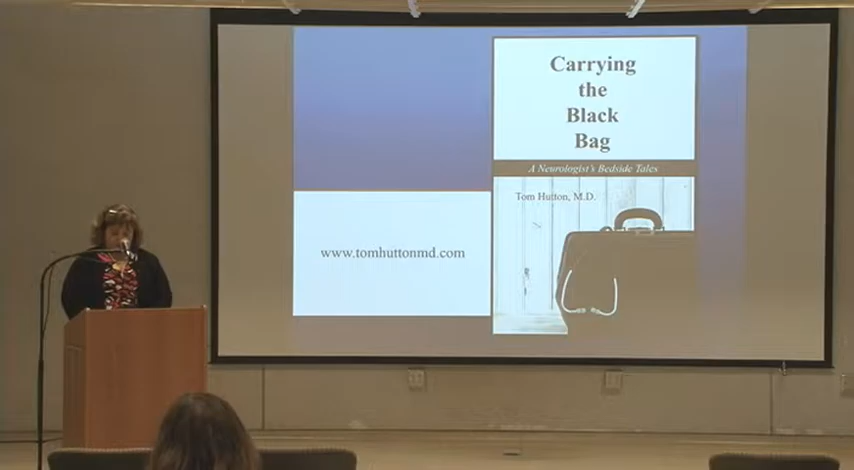 Carrying
the
Black
Bag
A Neurologist's Bedside Tales
Tom Hutton, M.D.
www.tomhuttonmd.com